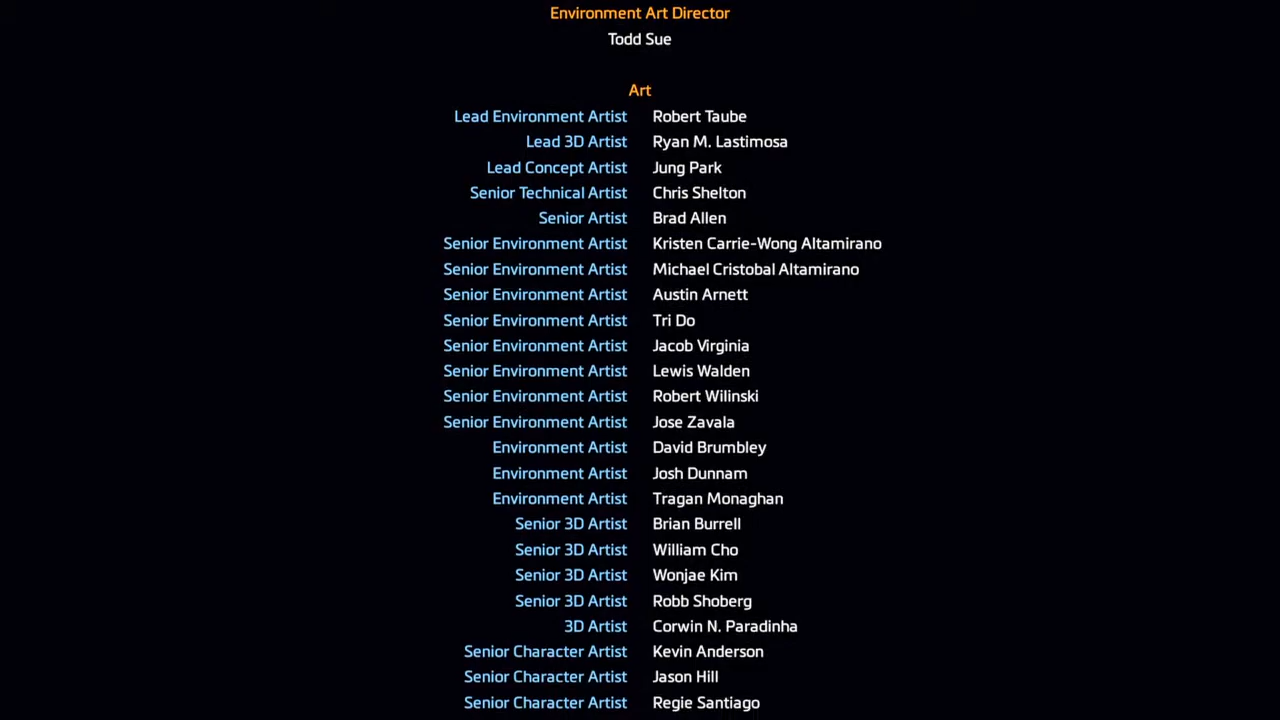 Environment Art Director
Todd Sue
Art
Lead Environment Artist Robert Taube
Lead 3D Artist Ryan M. Lastimosa
Lead Concept Artist Jung Park
Senior Technical Artist Chris Shelton
Senior Artist Brad Allen
Senior Environment Artist Kristen Carrie-Wong Altamirano
Senior Environment Artist Michael Cristobal Altamirano
Senior Environment Artist Austin Arnett
Senior Environment Artist Tri Do
Senior Environment Artist Jacob Virginia
Senior Environment Artist Lewis Walden
Senior Environment Artist Robert Wilinski
Senior Environment Artist Jose Zavala
Environment Artist David Brumbley
Environment Artist Josh Dunnam
Environment Artist Tragan Monaghan
Senior 3D Artist Brian Burrell
Senior 3D Artist William Cho
Senior 3D Artist Wonjae Kim
Senior 3D Artist Robb Shoberg
3D Artist Corwin N. Paradinha
Senior Character Artist Kevin Anderson
Senior Character Artist Jason Hill
Senior Character Artist Regie Santiago